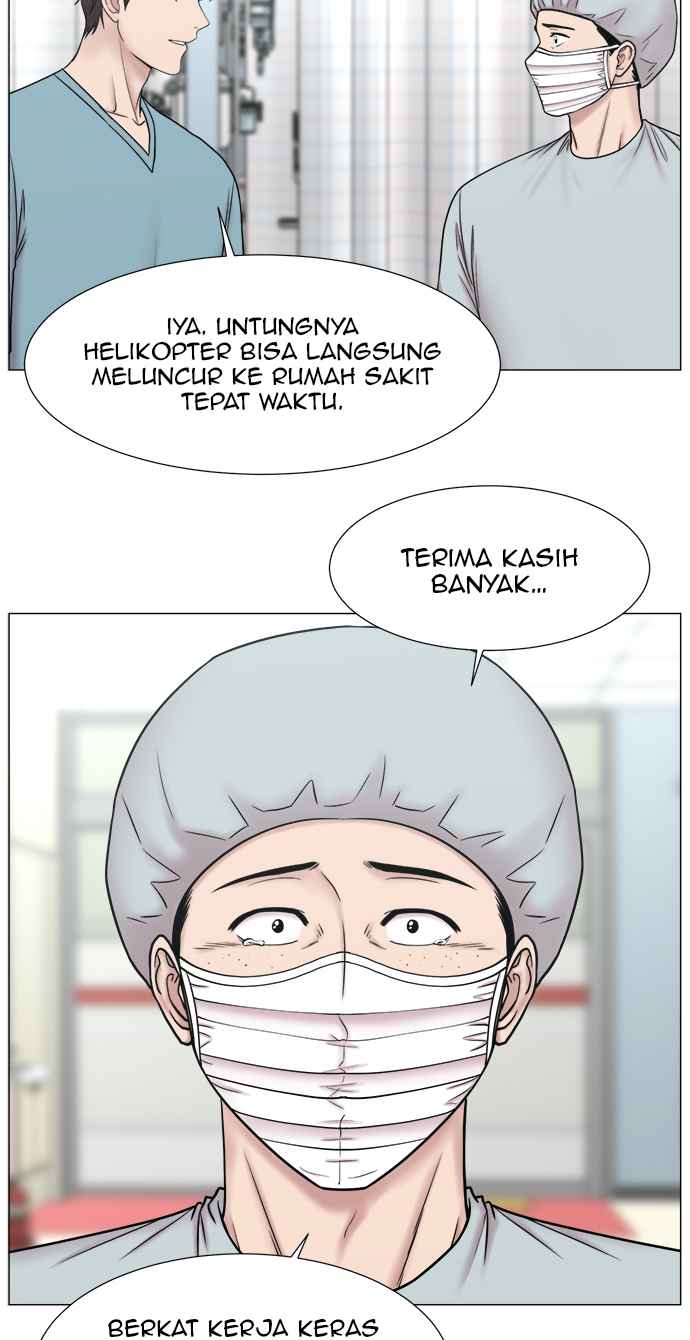 IYA. UNTUNGNYA
HELIKOPTER BISA LANGSUNG
MELUNCUR KE RUMAH SAKIT
TEPAT WAKTU.
TERIMA KASIH
BANYAK...
BERKAT KERJA KERAS